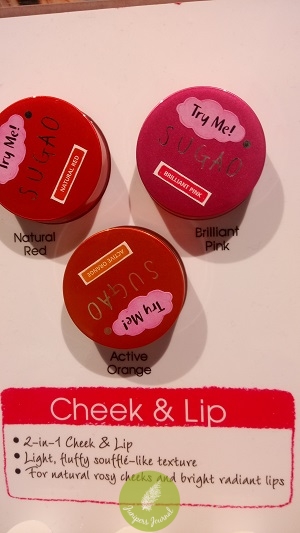 Try Me!
SUGAO
NATURAL RED
Try Me!
SUGAO
BRILLIANT PINK
Natural
Red
Brilliant
Pink
ACTIVE ORANGE
SUGAO
Try Me!
Active
Orange
Cheek & Lip
• 2-in-1 Cheek & Lip
• Light, fluffy soufflé-like texture
• For natural rosy cheeks and bright radiant lips
Junipers Journal